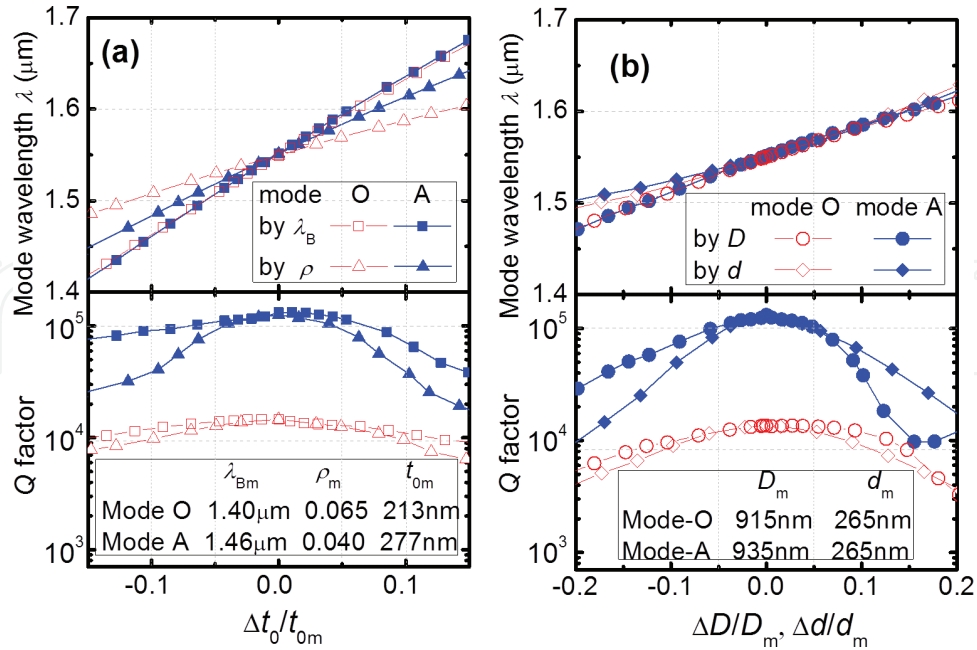 (a)
Mode wavelength λ (μm)
1.7
1.6
1.5
1.4
mode O A
by λB
by ρ
Q factor
10^5
10^4
10^3
λBm ρm t0m
Mode O 1.40μm 0.065 213nm
Mode A 1.46μm 0.040 277nm
-0.1 0.0 0.1
Δt0/t0m
(b)
Mode wavelength λ (μm)
1.7
1.6
1.5
1.4
mode O mode A
by D
by d
Q factor
10^5
10^4
10^3
Dm dm
Mode-O 915nm 265nm
Mode-A 935nm 265nm
-0.2 -0.1 0.0 0.1 0.2
ΔD/Dm, Δd/dm